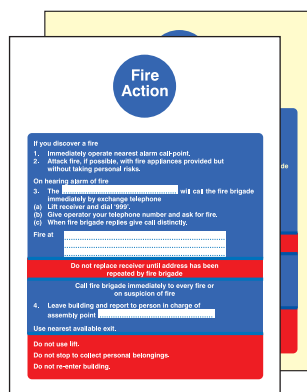 Fire
Action
If you discover a fire
1. Immediately operate nearest alarm call-point.
2. Attack fire, if possible, with fire appliances provided but
without taking personal risks.
On hearing alarm of fire
3. The will call the fire brigade
immediately by exchange telephone
(a) Lift receiver and dial '999'.
(b) Give operator your telephone number and ask for fire.
(c) When fire brigade replies give call distinctly.
Fire at
Do not replace receiver until address has been
repeated by fire brigade
Call fire brigade immediately to every fire or
on suspicion of fire
4. Leave building and report to person in charge of
assembly point
Use nearest available exit.
Do not use lift.
Do not stop to collect personal belongings.
Do not re-enter building.